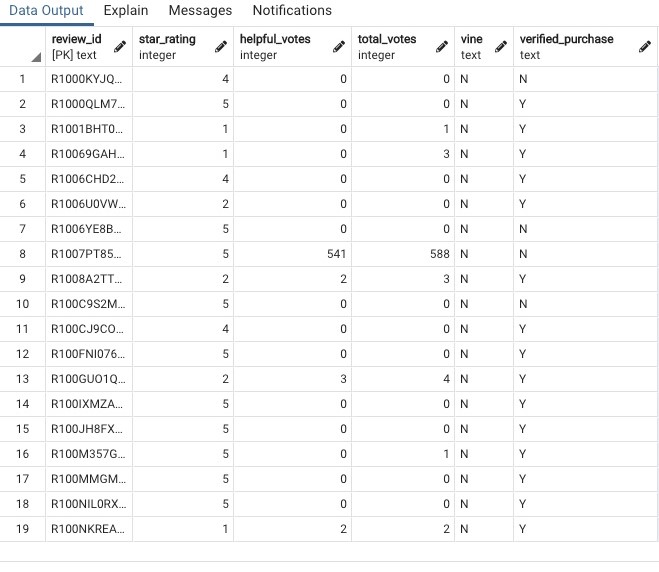 Data Output Explain Messages Notifications
review_id star_rating helpful_votes total_votes vine verified_purchase
[PK] text integer integer integer text text
1 R1000KYJQ... 4 0 0 N N
2 R1000QLM7... 5 0 0 N Y
3 R1001BHT0... 1 0 1 N Y
4 R10069GAH... 1 0 3 N Y
5 R1006CHD2... 4 0 0 N Y
6 R1006U0VW... 2 0 0 N Y
7 R1006YE8B... 5 0 0 N N
8 R1007PT85... 5 541 588 N N
9 R1008A2TT... 2 2 3 N Y
10 R100C9S2M... 5 0 0 N N
11 R100CJ9CO... 4 0 0 N Y
12 R100FNI076... 5 0 0 N Y
13 R100GUO1Q... 2 3 4 N Y
14 R100IXMZA... 5 0 0 N Y
15 R100JH8FX... 5 0 0 N Y
16 R100M357G... 5 0 1 N Y
17 R100MMGM... 5 0 0 N Y
18 R100NIL0RX... 5 0 0 N Y
19 R100NKREA... 1 2 2 N Y